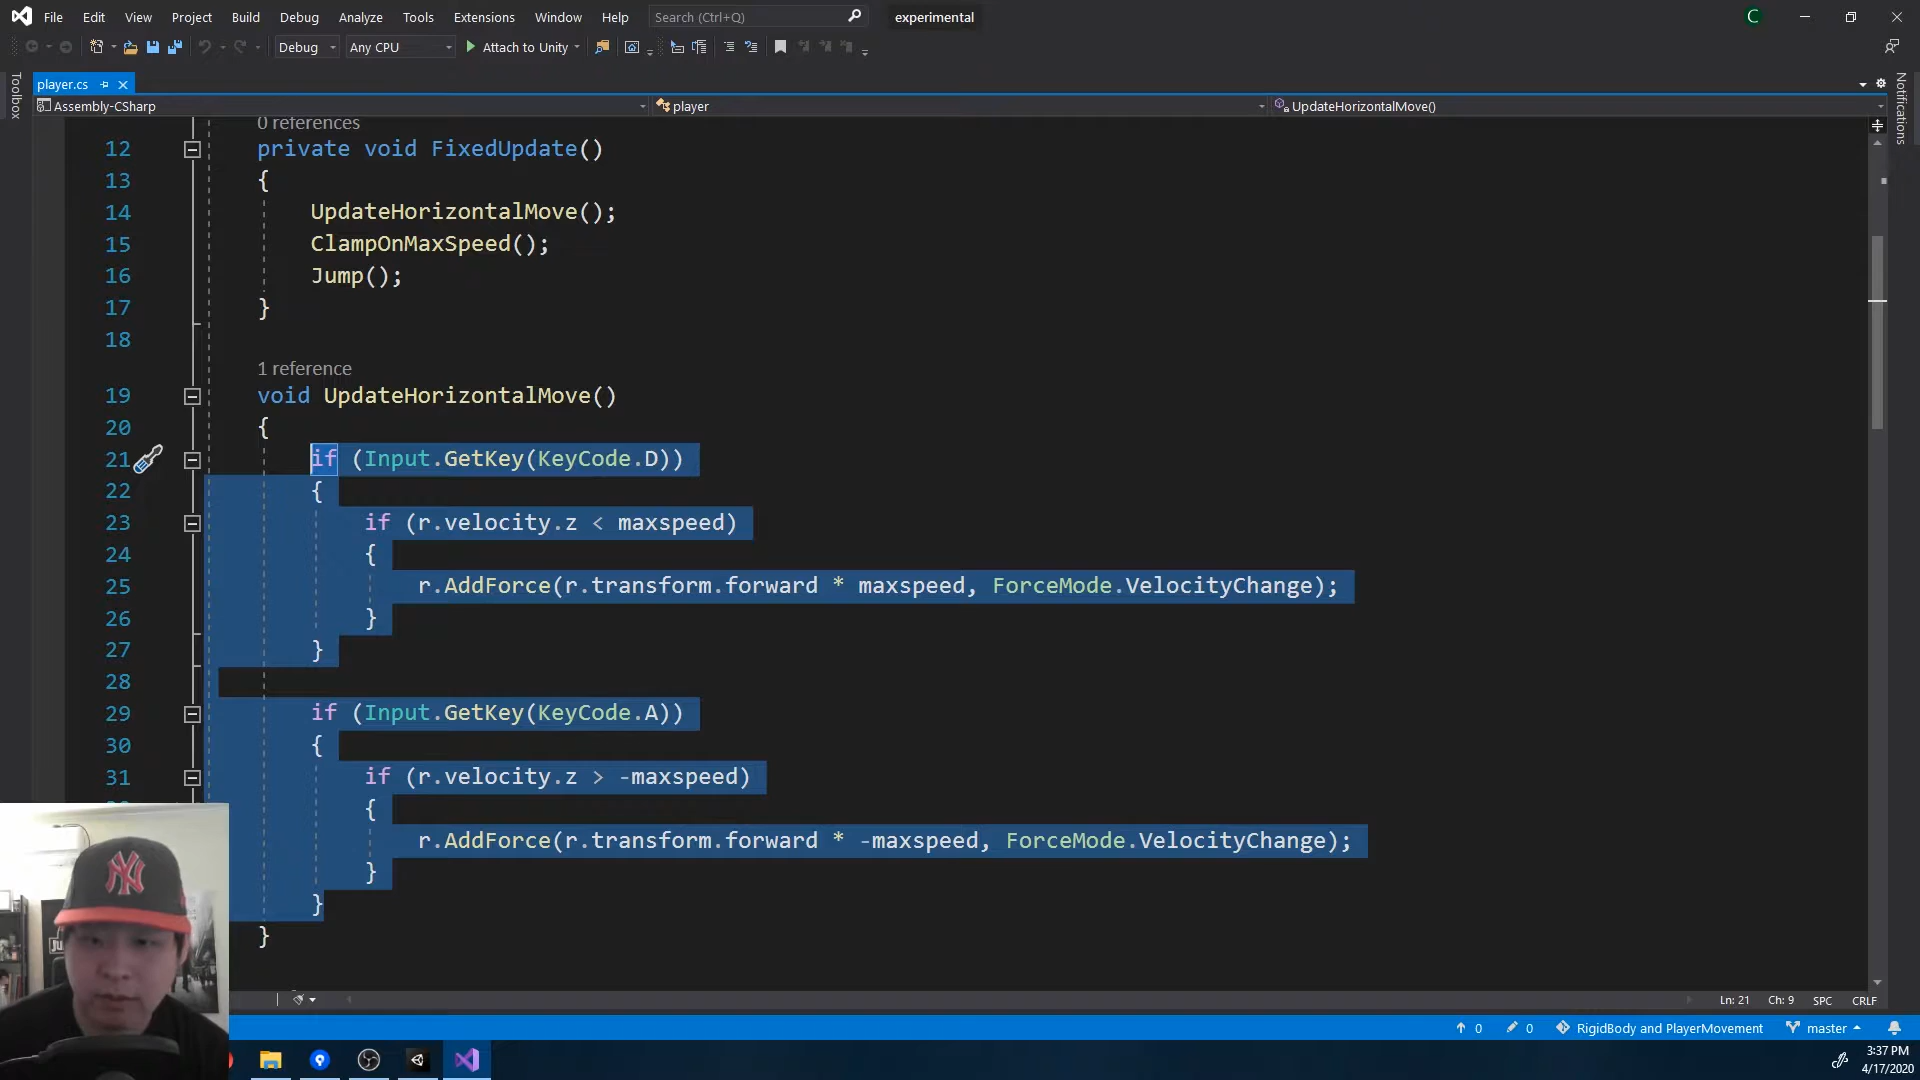 File Edit View Project Build Debug Analyze Tools Extensions Window Help Search (Ctrl+Q) experimental C
Debug Any CPU Attach to Unity
Toolbox
player.cs
Notifications
Assembly-CSharp player UpdateHorizontalMove()
0 references
12 private void FixedUpdate()
13 {
14 UpdateHorizontalMove();
15 ClampOnMaxSpeed();
16 Jump();
17 }
18
1 reference
19 void UpdateHorizontalMove()
20 {
21 if (Input.GetKey(KeyCode.D))
22 {
23 if (r.velocity.z < maxspeed)
24 {
25 r.AddForce(r.transform.forward * maxspeed, ForceMode.VelocityChange);
26 }
27 }
28
29 if (Input.GetKey(KeyCode.A))
30 {
31 if (r.velocity.z > -maxspeed)
{
r.AddForce(r.transform.forward * -maxspeed, ForceMode.VelocityChange);
}
}
}
Ln: 21 Ch: 9 SPC CRLF
0 0 RigidBody and PlayerMovement master
3:37 PM
4/17/2020